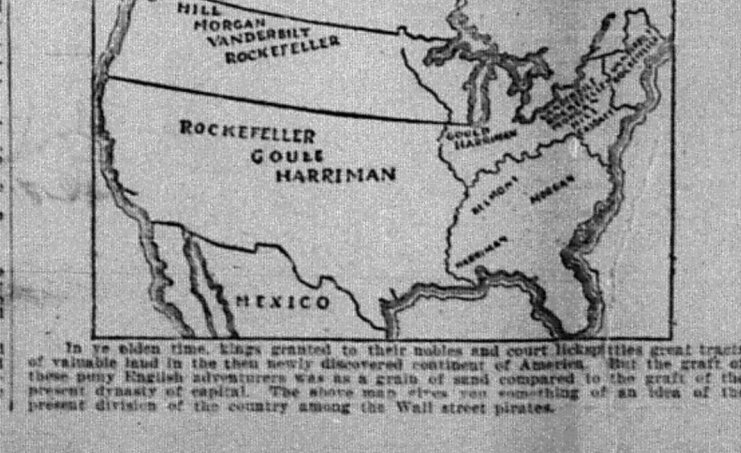 HILL
MORGAN
VANDERBILT
ROCKEFELLER
ROCKEFELLER
GOULD
HARRIMAN
GOULD
HARRIMAN
BELMONT
MORGAN
HARRIMAN
MEXICO
In ye olden time, kings granted to their nobles and court lickspittles great tracts
of valuable land in the then newly discovered continent of America. But the graft of
these puny English adventurers was as a grain of sand compared to the graft of the
present dynasty of capital. The above map gives you something of an idea of the
present division of the country among the Wall street pirates.